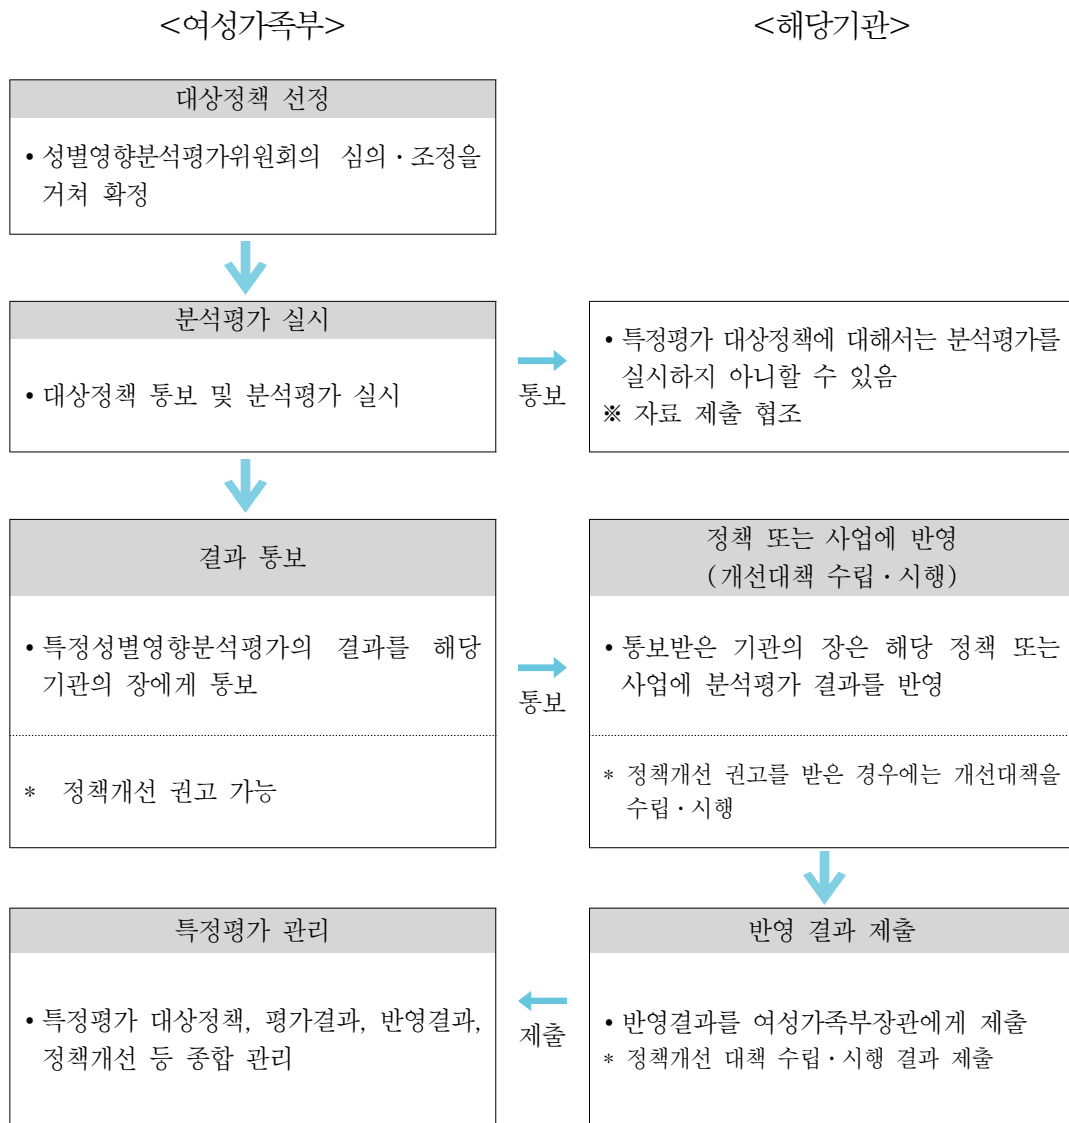 <여성가족부>
<해당기관>
대상정책 선정
• 성별영향분석평가위원회의 심의·조정을
거쳐 확정
분석평가 실시
• 대상정책 통보 및 분석평가 실시
통보
• 특정평가 대상정책에 대해서는 분석평가를
실시하지 아니할 수 있음
※ 자료 제출 협조
결과 통보
• 특정성별영향분석평가의 결과를 해당
기관의 장에게 통보
* 정책개선 권고 가능
통보
정책 또는 사업에 반영
(개선대책 수립·시행)
• 통보받은 기관의 장은 해당 정책 또는
사업에 분석평가 결과를 반영
* 정책개선 권고를 받은 경우에는 개선대책을
수립·시행
특정평가 관리
• 특정평가 대상정책, 평가결과, 반영결과,
정책개선 등 종합 관리
제출
반영 결과 제출
• 반영결과를 여성가족부장관에게 제출
* 정책개선 대책 수립·시행 결과 제출